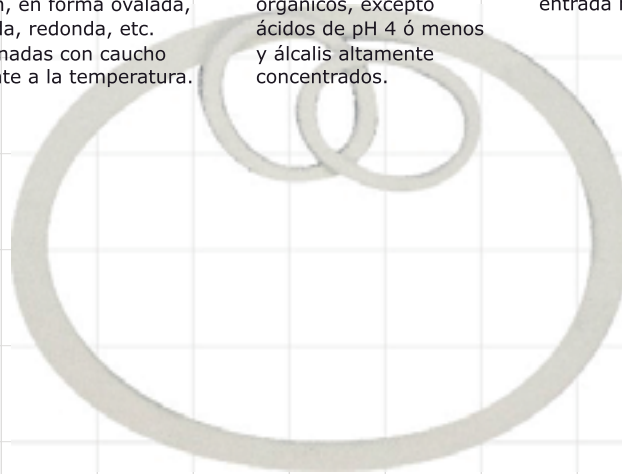 , en forma ovalada,
da, redonda, etc.
nadas con caucho
te a la temperatura.
orgánicos, excepto
ácidos de pH 4 ó menos
y álcalis altamente
concentrados.
entrada